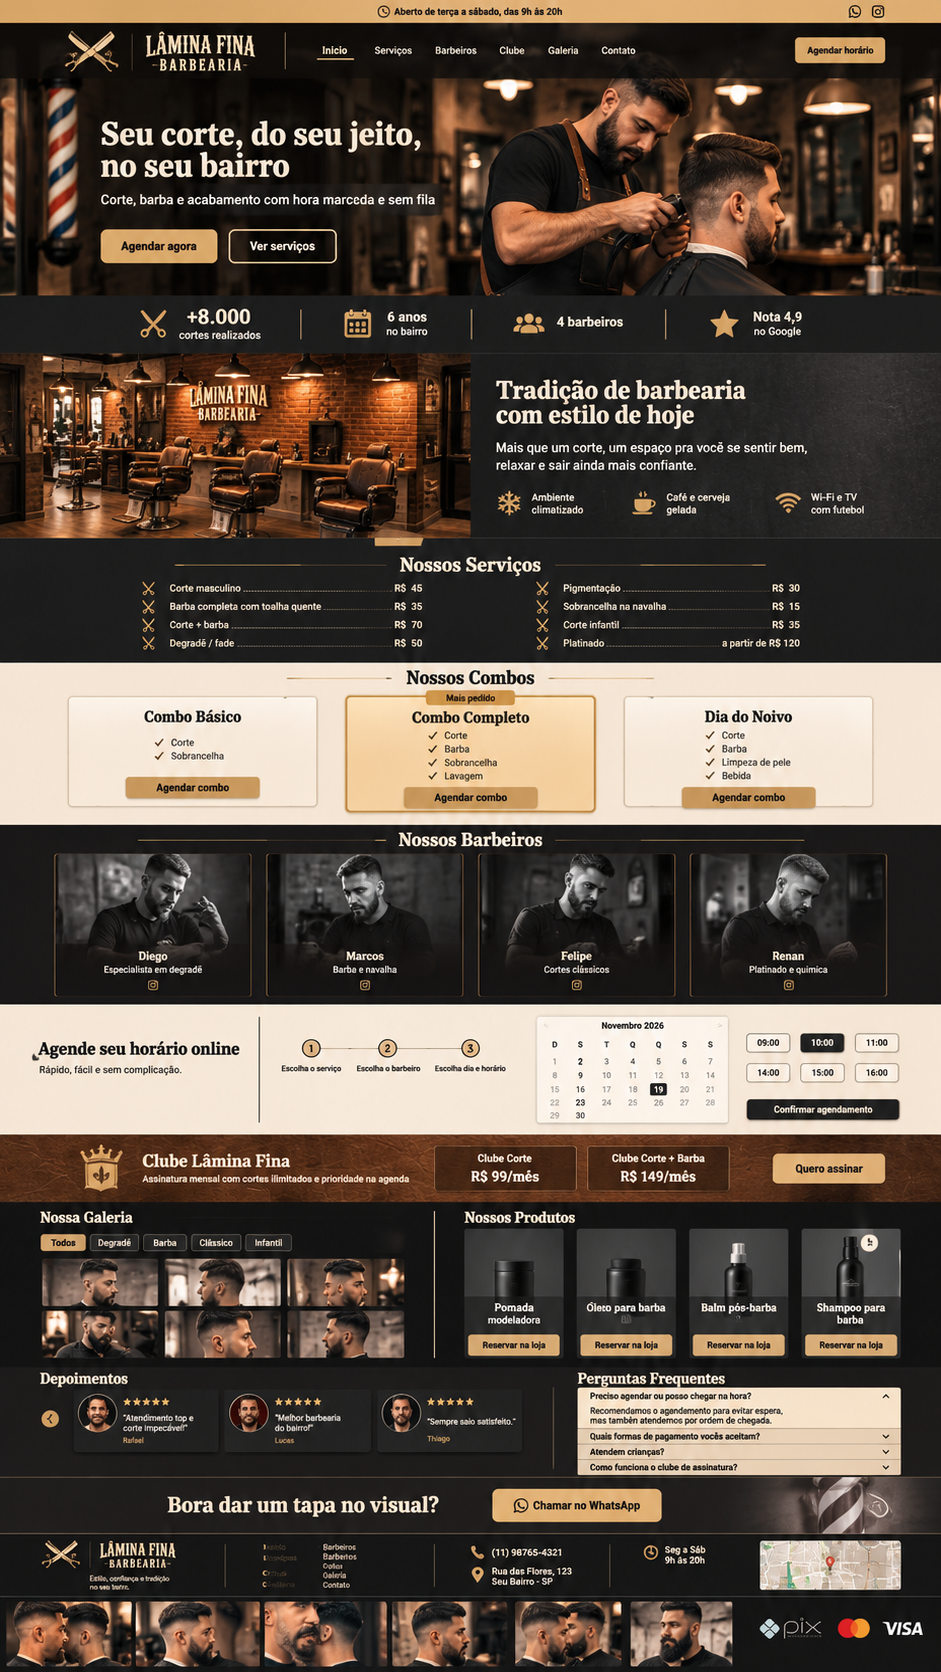 Aberto de terça a sábado, das 9h às 20h
LÂMINA FINA
BARBEARIA
Inicio
Serviços
Barbeiros
Clube
Galeria
Contato
Agendar horário
Seu corte, do seu jeito,
no seu bairro
Corte, barba e acabamento com hora marceda e sem fila
Agendar agora
Ver serviços
+8.000
cortes realizados
6 anos
no bairro
4 barbeiros
Nota 4,9
no Google
LÂMINA FINA
BARBEARIA
Tradição de barbearia
com estilo de hoje
Mais que um corte, um espaço pra você se sentir bem,
relaxar e sair ainda mais confiante.
Ambiente
climatizado
Café e cerveja
gelada
Wi-Fi e TV
com futebol
Nossos Serviços
Corte masculino R$ 45
Barba completa com toalha quente R$ 35
Corte + barba R$ 70
Degradê / fade R$ 50
Pigmentação R$ 30
Sobrancelha na navalha R$ 15
Corte infantil R$ 35
Platinado a partir de R$ 120
Nossos Combos
Combo Básico
Corte
Sobrancelha
Agendar combo
Mais pedido
Combo Completo
Corte
Barba
Sobrancelha
Lavagem
Agendar combo
Dia do Noivo
Corte
Barba
Limpeza de pele
Bebida
Agendar combo
Nossos Barbeiros
Diego
Especialista em degradé
Marcos
Barba e navalha
Felipe
Cortes clássicos
Renan
Platinado e quimica
Agende seu horário online
Rápido, fácil e sem complicação.
1
2
3
Escolha o serviço
Escolha o barbeiro
Escolha dia e horário
Novembro 2026
D S T Q Q S S
1 2 3 4 5 6 7
8 9 10 11 12 13 14
15 16 17 18 19 20 21
22 23 24 25 26 27 28
29 30
09:00
10:00
11:00
14:00
15:00
16:00
Confirmar agendamento
Clube Lâmina Fina
Assinatura mensal com cortes ilimitados e prioridade na agenda
Clube Corte
R$ 99/mês
Clube Corte + Barba
R$ 149/mês
Quero assinar
Nossa Galeria
Todos
Degradé
Barba
Clássico
Infantil
Nossos Produtos
Pomada
modeladora
Reservar na loja
Óleo para barba
Reservar na loja
Balm pós-barba
Reservar na loja
Shampoo para
barba
Reservar na loja
Depoimentos
"Atendimento top e
corte impecável!"
Rafael
"Melhor barbearia
do bairro!"
Lucas
"Sempre saio satisfeito."
Thiago
Perguntas Frequentes
Preciso agendar ou posso chegar na hora?
Recomendamos o agendamento para evitar espera,
mas também atendemos por ordem de chegada.
Quais formas de pagamento vocês aceitam?
Atendem crianças?
Como funciona o clube de assinatura?
Bora dar um tapa no visual?
Chamar no WhatsApp
LÂMINA FINA
BARBEARIA
Estilo, confiança e tradição
no seu bairro.
Barbeiros
Barbeiros
Galeria
Contato
(11) 98765-4321
Rua das Flores, 123
Seu Bairro - SP
Seg a Sáb
9h às 20h
pix
VISA